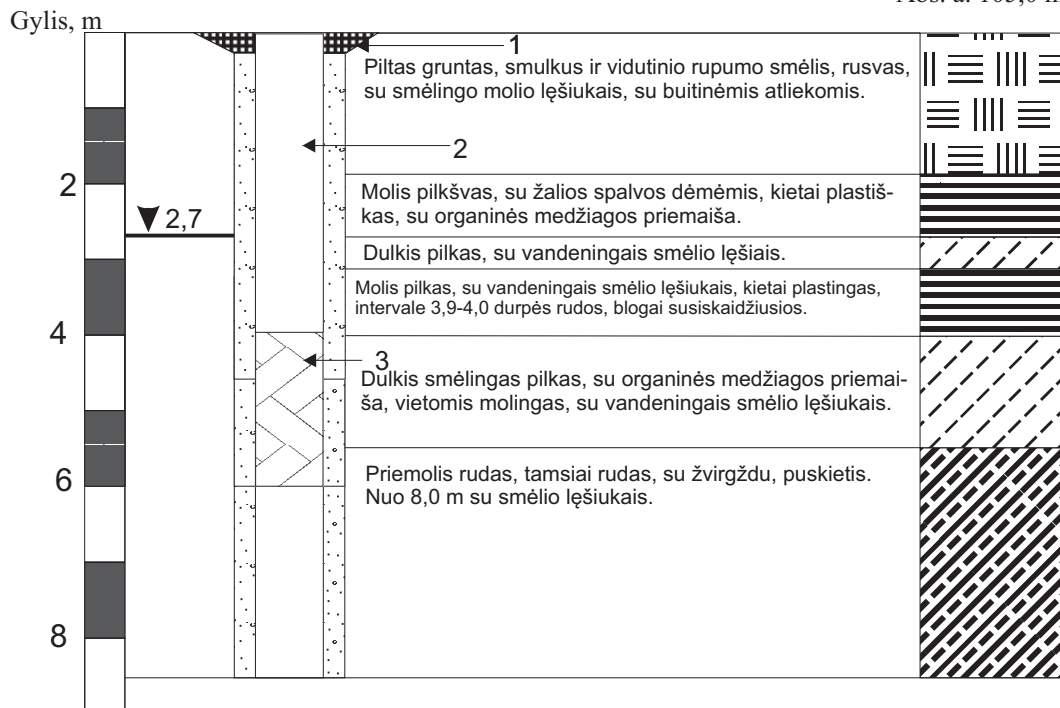 Gylis, m
1
Piltas gruntas, smulkus ir vidutinio rupumo smėlis, rusvas,
su smėlingo molio lęšiukais, su buitinėmis atliekomis.
2
2
Molis pilkšvas, su žalios spalvos dėmėmis, kietai plastiš-
kas, su organinės medžiagos priemaiša.
2,7
Dulkis pilkas, su vandeningais smėlio lęšiais.
Molis pilkas, su vandeningais smėlio lęšiukais, kietai plastingas,
intervale 3,9-4,0 durpės rudos, blogai susiskaidžiusios.
4
3
Dulkis smėlingas pilkas, su organinės medžiagos priemai-
ša, vietomis molingas, su vandeningais smėlio lęšiukais.
6
Priemolis rudas, tamsiai rudas, su žvirgždu, puskietis.
Nuo 8,0 m su smėlio lęšiukais.
8